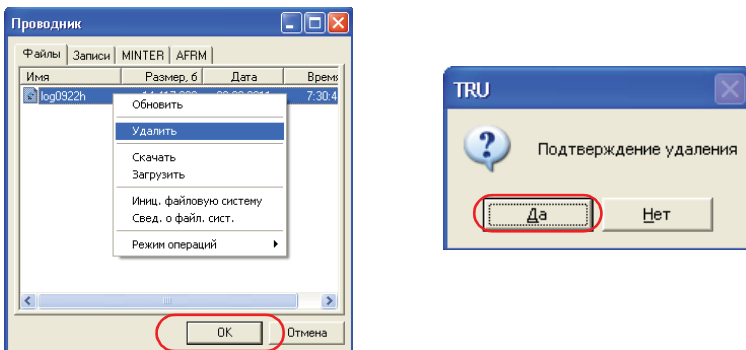 Проводник
Файлы Записи MINTER AFRM
Имя Размер, б Дата Время
log0922h 7:30:4
Обновить
Удалить
Скачать
Загрузить
Иниц. файловую систему
Свед. о файл. сист.
Режим операций
OK Отмена
TRU
Подтверждение удаления
Да Нет